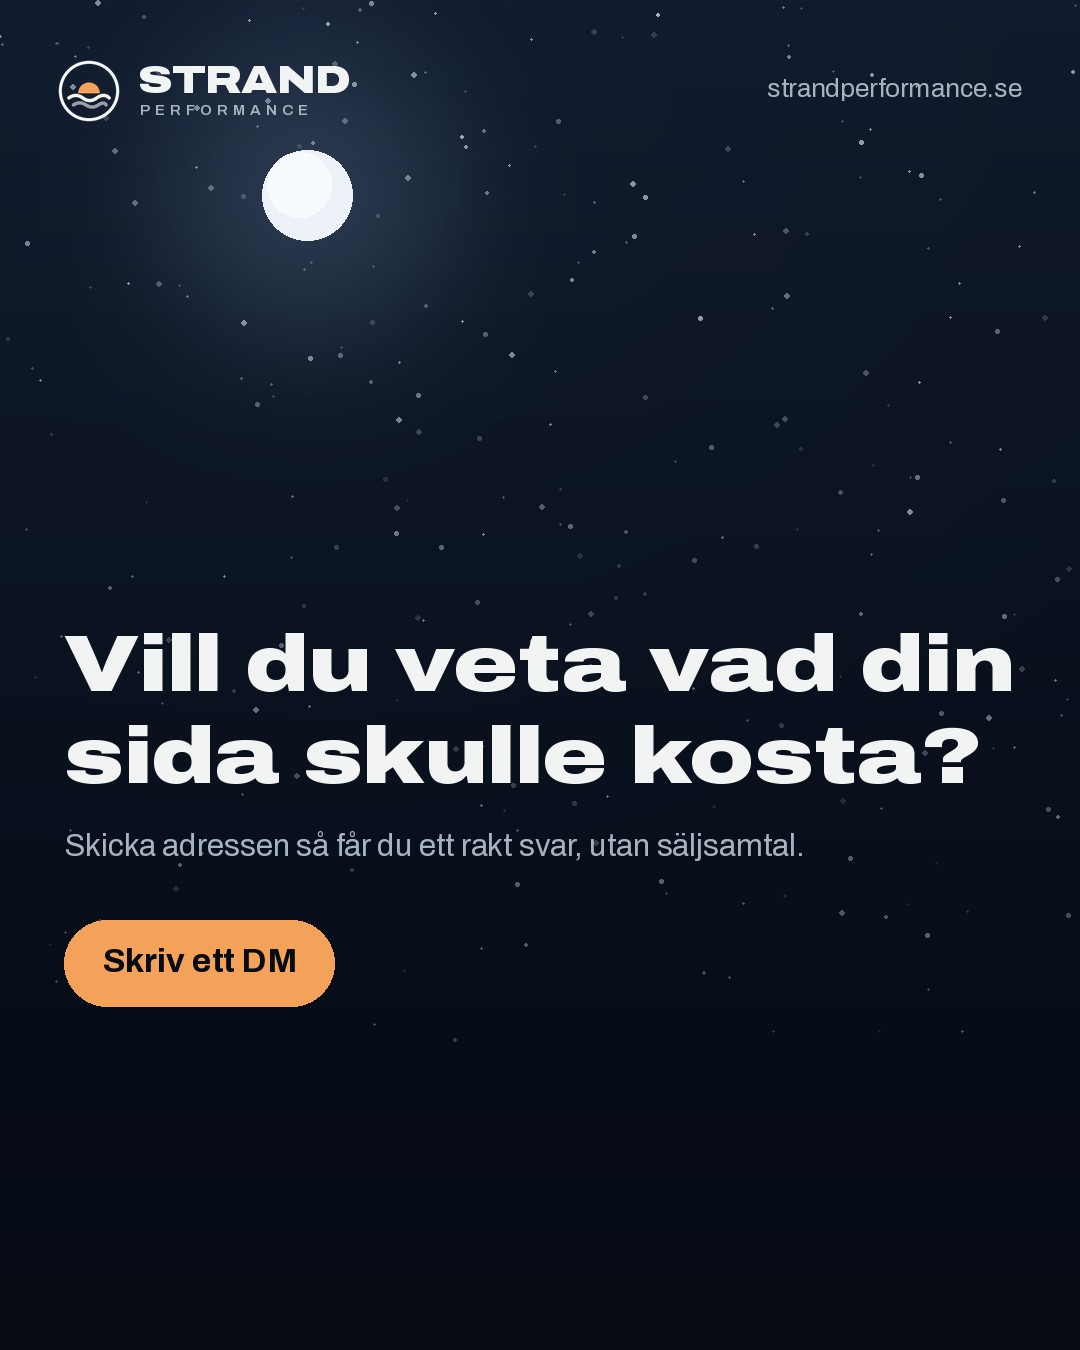 STRAND
PERFORMANCE
strandperformance.se
Vill du veta vad din
sida skulle kosta?
Skicka adressen så får du ett rakt svar, utan säljsamtal.
Skriv ett DM